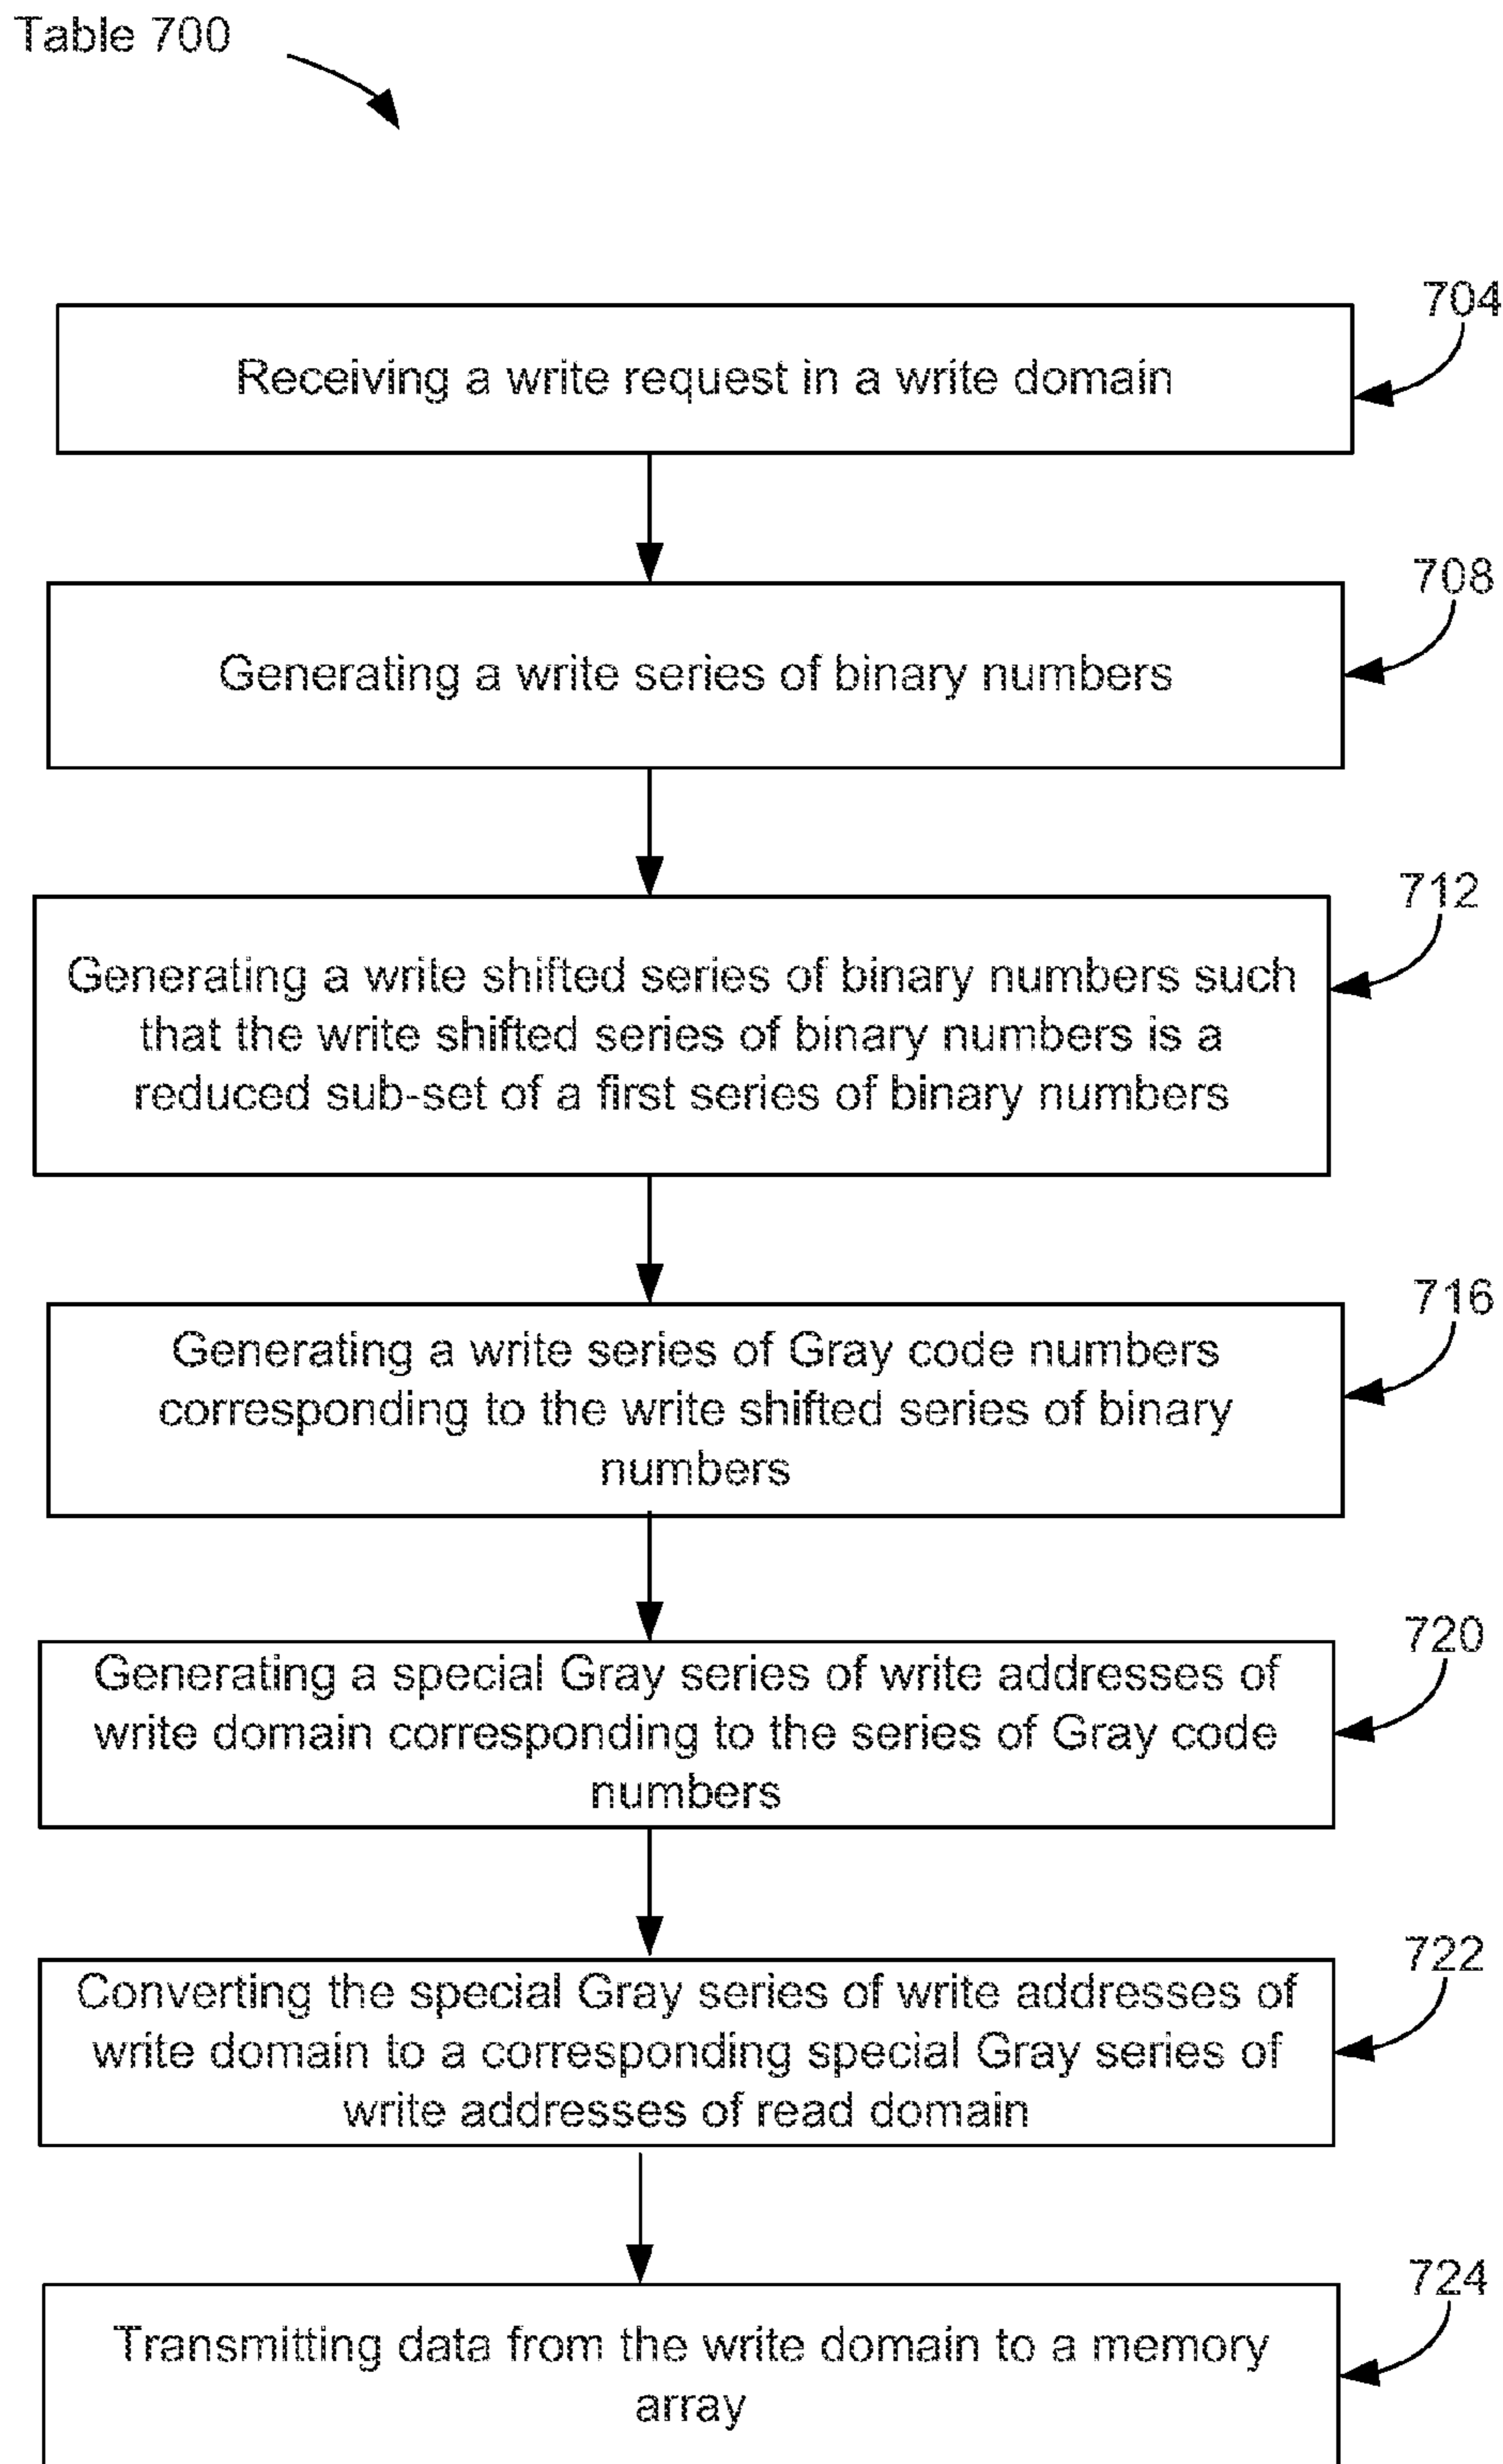 Table 700
704
Receiving a write request in a write domain
708
Generating a write series of binary numbers
712
Generating a write shifted series of binary numbers such
that the write shifted series of binary numbers is a
reduced sub-set of a first series of binary numbers
716
Generating a write series of Gray code numbers
corresponding to the write shifted series of binary
numbers
720
Generating a special Gray series of write addresses of
write domain corresponding to the series of Gray code
numbers
722
Converting the special Gray series of write addresses of
write domain to a corresponding special Gray series of
write addresses of read domain
724
Transmitting data from the write domain to a memory
array